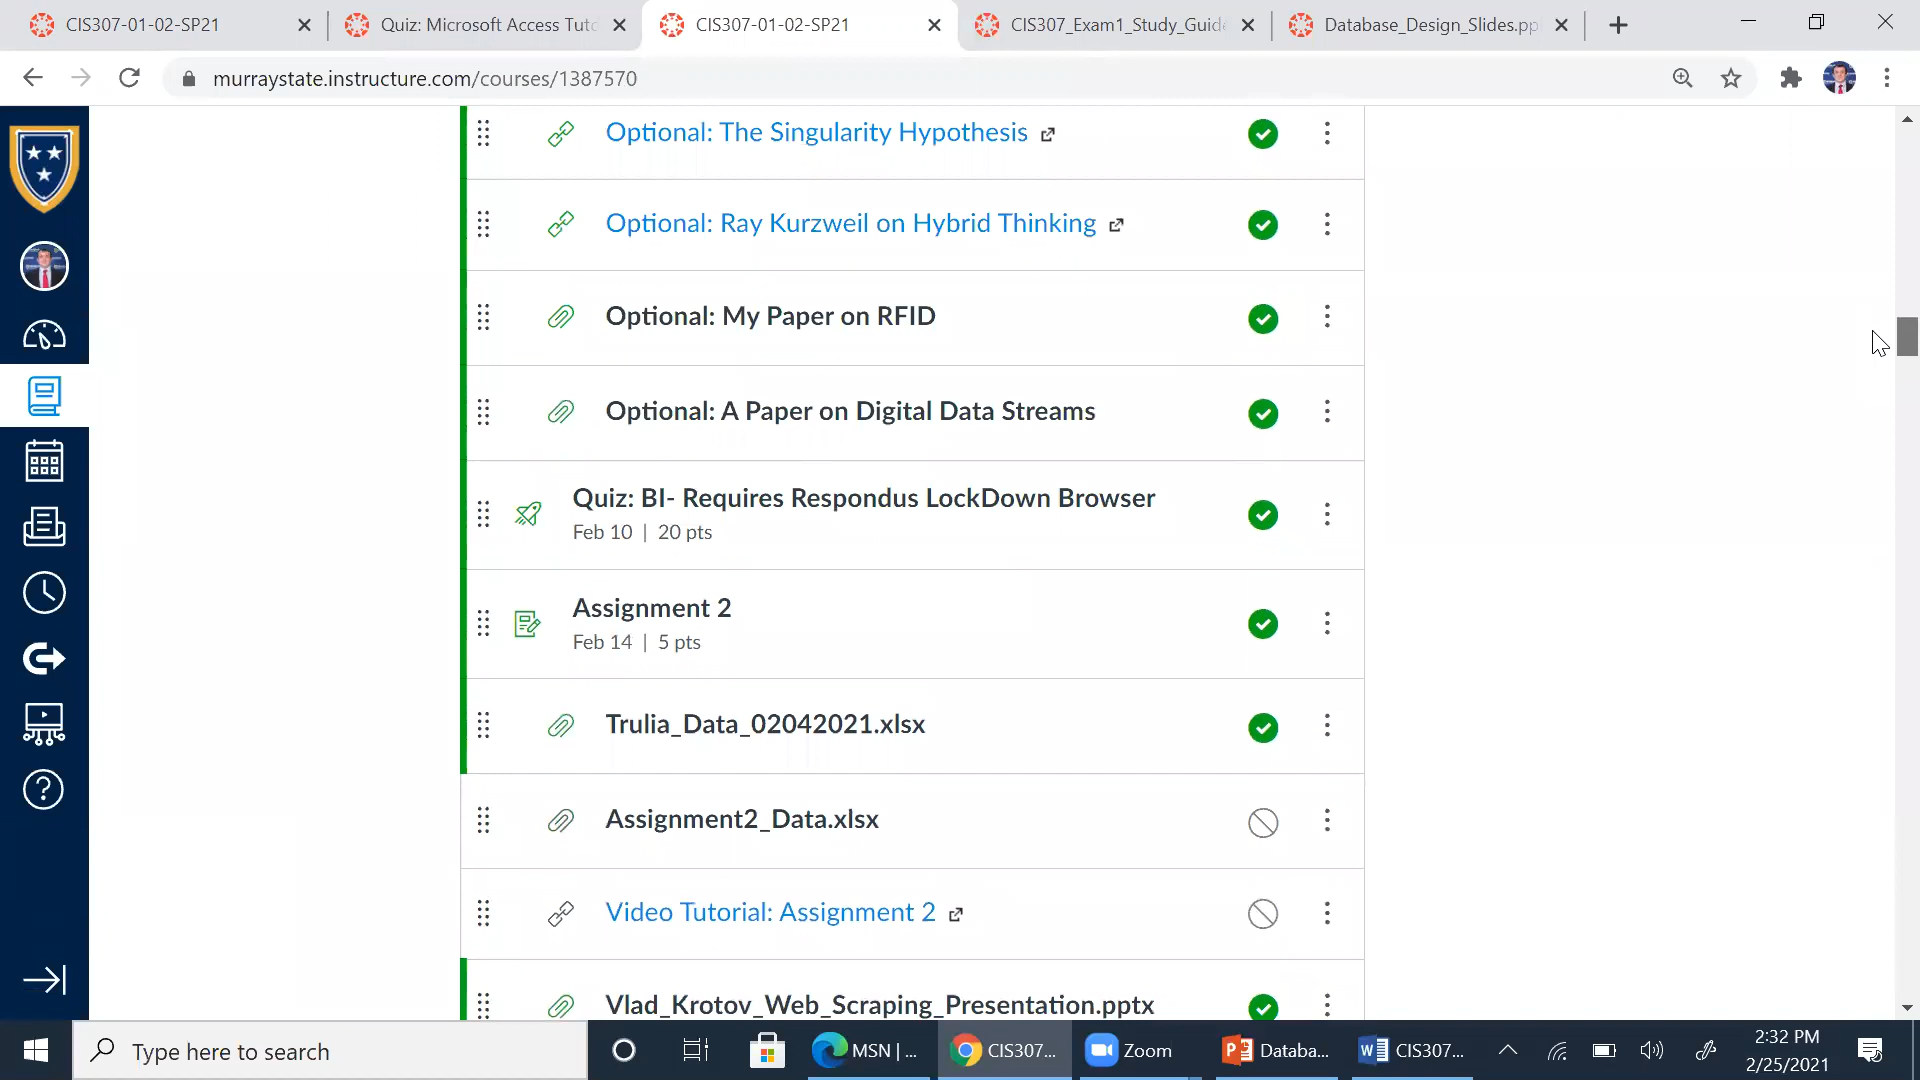 CIS307-01-02-SP21
Quiz: Microsoft Access Tuto
CIS307-01-02-SP21
CIS307_Exam1_Study_Guide
Database_Design_Slides.pp
murraystate.instructure.com/courses/1387570
Optional: The Singularity Hypothesis
Optional: Ray Kurzweil on Hybrid Thinking
Optional: My Paper on RFID
Optional: A Paper on Digital Data Streams
Quiz: BI- Requires Respondus LockDown Browser
Feb 10 | 20 pts
Assignment 2
Feb 14 | 5 pts
Trulia_Data_02042021.xlsx
Assignment2_Data.xlsx
Video Tutorial: Assignment 2
Vlad_Krotov_Web_Scraping_Presentation.pptx
Type here to search
MSN | ...
CIS307...
Zoom
Databa...
CIS307...
2:32 PM
2/25/2021